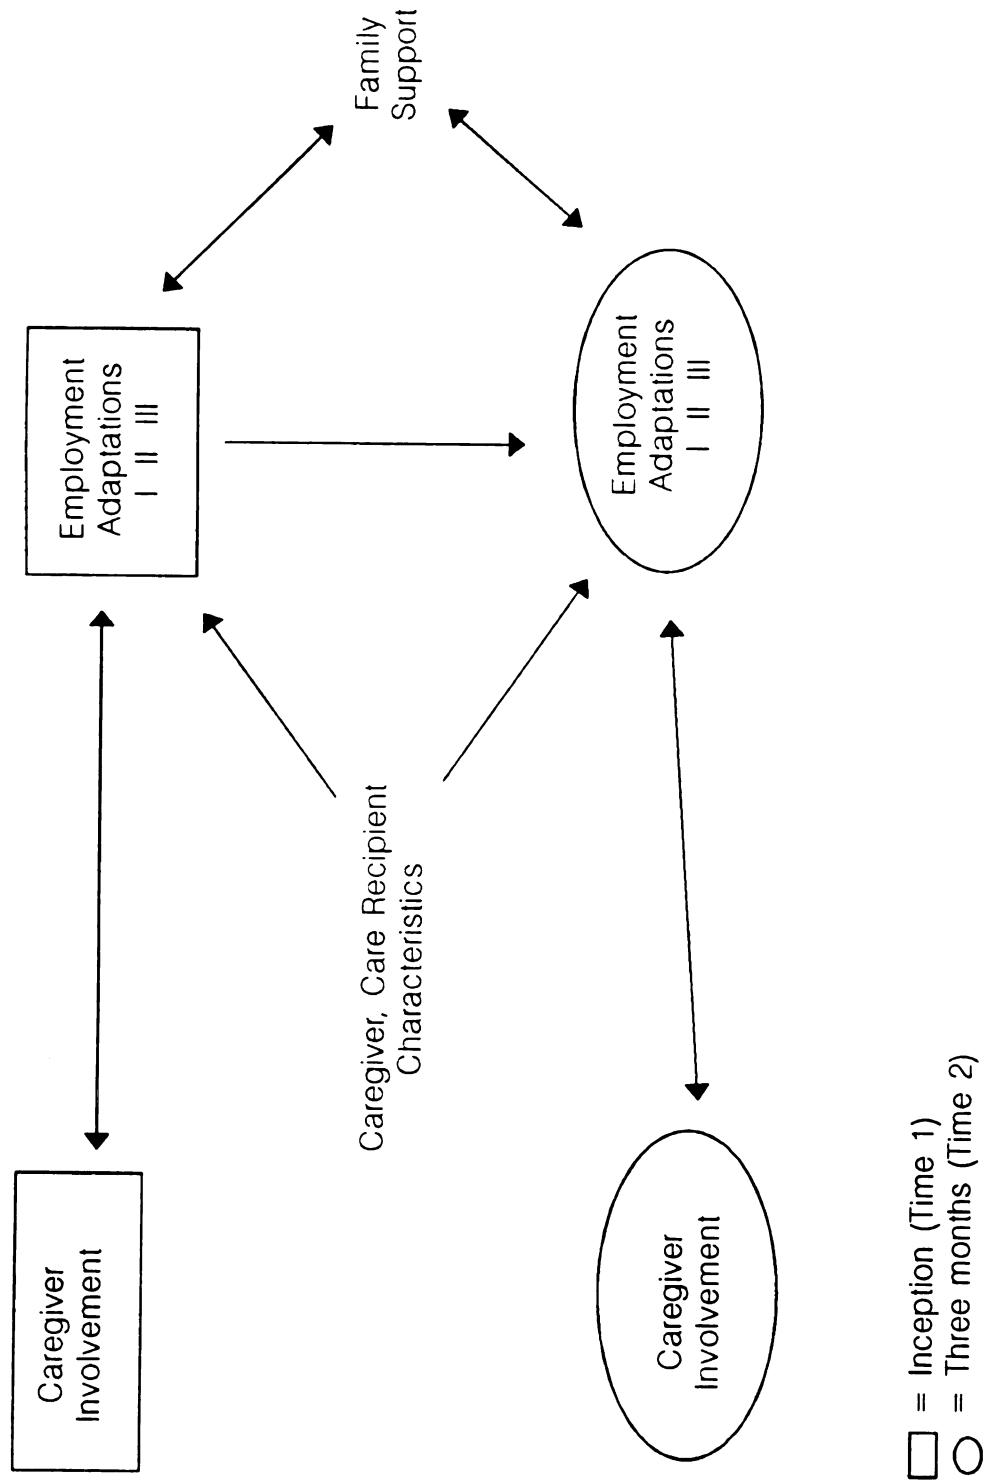 Caregiver
Involvement
Employment
Adaptations
I II III
Caregiver, Care Recipient
Characteristics
Family
Support
Caregiver
Involvement
Employment
Adaptations
I II III
= Inception (Time 1)
= Three months (Time 2)